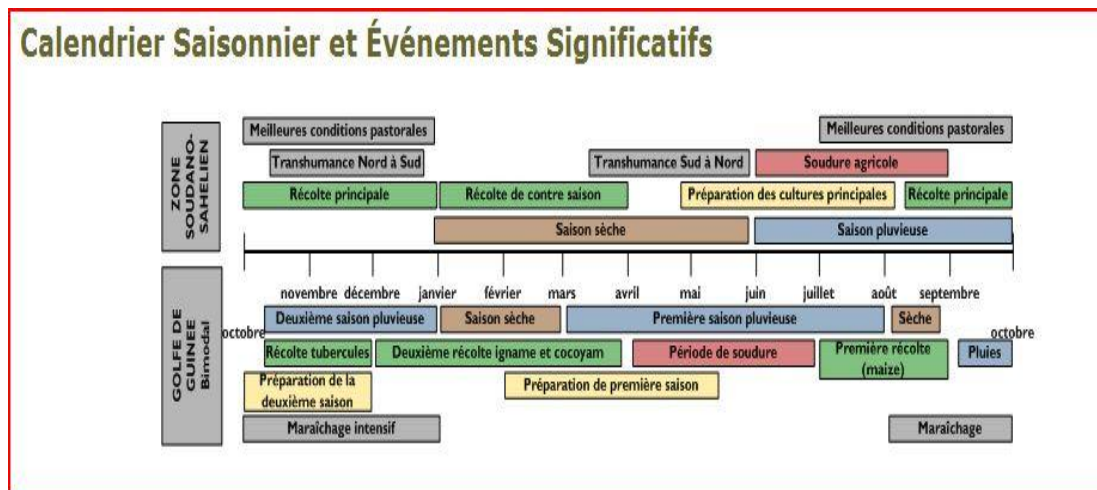 Calendrier Saisonnier et Événements Significatifs
ZONE
SOUDANO-
SAHELIEN
Meilleures conditions pastorales
Meilleures conditions pastorales
Transhumance Nord à Sud
Transhumance Sud à Nord
Soudure agricole
Récolte principale
Récolte de contre saison
Préparation des cultures principales
Récolte principale
Saison sèche
Saison pluvieuse
octobre
novembre
décembre
janvier
février
mars
avril
mai
juin
juillet
août
septembre
octobre
GOLFE DE
GUINEE
Bimodal
Deuxième saison pluvieuse
Saison sèche
Première saison pluvieuse
Sèche
Récolte tubercules
Deuxième récolte igname et cocoyam
Période de soudure
Première récolte
(maize)
Pluies
Préparation de la
deuxième saison
Préparation de première saison
Maraîchage intensif
Maraîchage